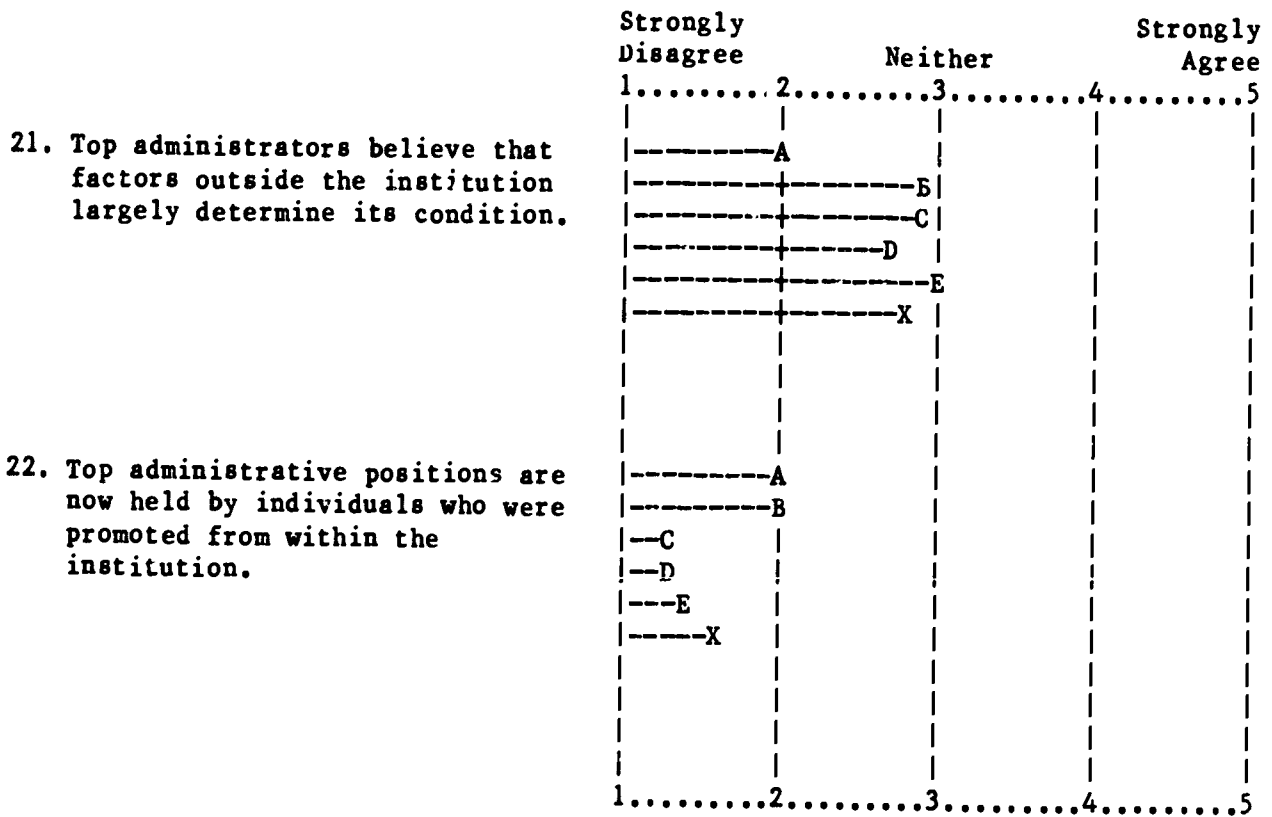 Strongly Strongly
Disagree Neither Agree
1.........2.........3.........4.........5
21. Top administrators believe that
factors outside the institution
largely determine its condition.
|---------A
|---------+--------B|
|---------+--------C|
|---------+------D
|---------+---------E
|---------+-------X
22. Top administrative positions are
now held by individuals who were
promoted from within the
institution.
|---------A
|---------B
|--C
|--D
|---E
|-----X
1.........2.........3.........4.........5